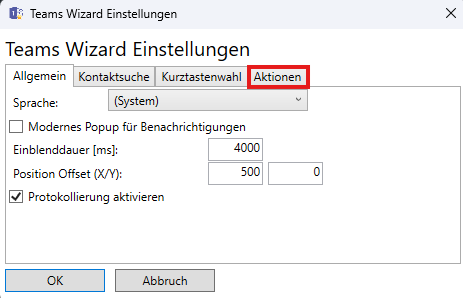 Teams Wizard Einstellungen
Teams Wizard Einstellungen
Allgemein Kontaktsuche Kurztastenwahl Aktionen
Sprache: (System)
Modernes Popup für Benachrichtigungen
Einblenddauer [ms]: 4000
Position Offset (X/Y): 500 0
Protokollierung aktivieren
OK Abbruch